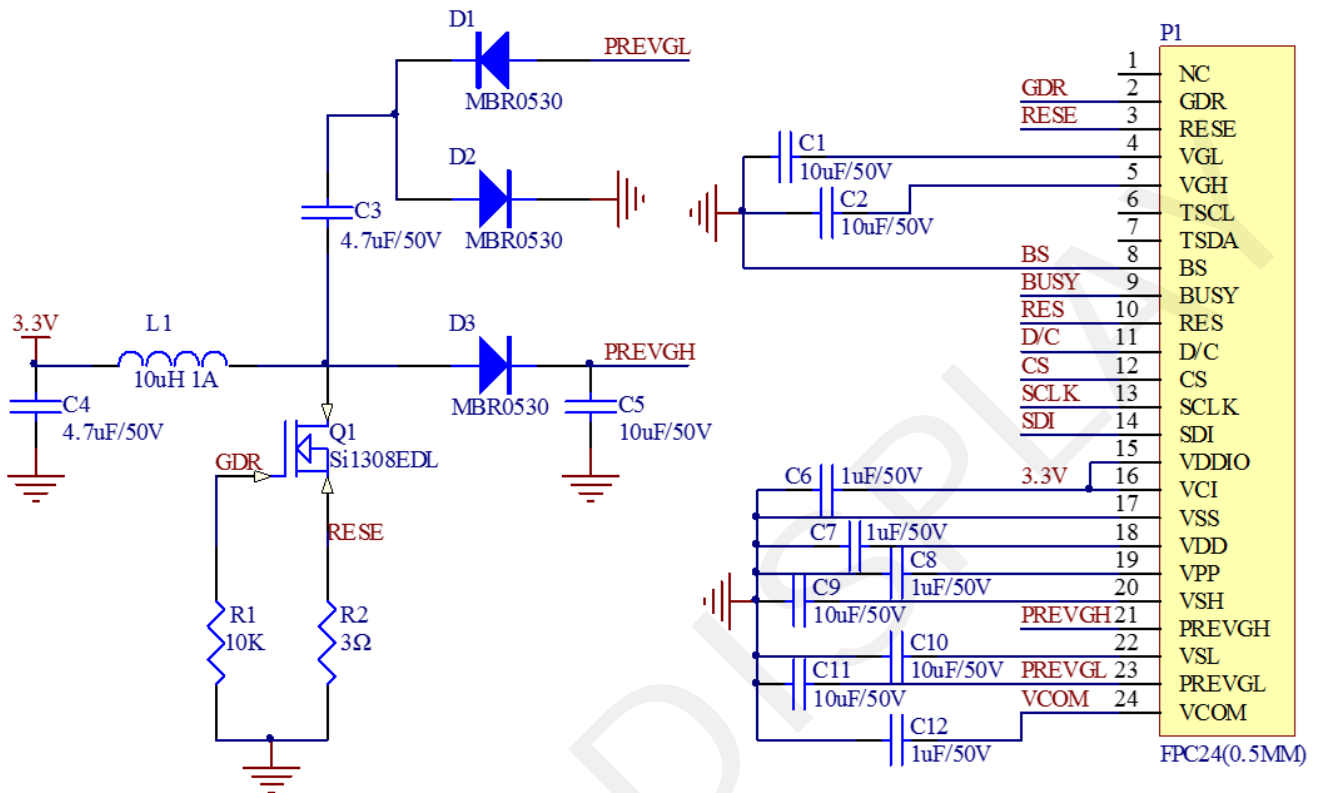 D1
PREVGL
MBR0530
D2
MBR0530
C3
4.7uF/50V
3.3V
L1
10uH 1A
D3
PREVGH
MBR0530
C4
4.7uF/50V
C5
10uF/50V
Q1
Si1308EDL
GDR
RESE
R1
10K
R2
3Ω
P1
1 NC
GDR 2 GDR
RESE 3 RESE
C1
10uF/50V
4 VGL
5 VGH
C2
10uF/50V
6 TSCL
7 TSDA
BS 8 BS
BUSY 9 BUSY
RES 10 RES
D/C 11 D/C
CS 12 CS
SCLK 13 SCLK
SDI 14 SDI
15 VDDIO
C6 1uF/50V 3.3V 16 VCI
17 VSS
C7 1uF/50V 18 VDD
C8
1uF/50V
19 VPP
C9
10uF/50V
20 VSH
PREVGH 21 PREVGH
C10
10uF/50V
22 VSL
C11
10uF/50V
PREVGL 23 PREVGL
VCOM 24 VCOM
C12
1uF/50V
FPC24(0.5MM)
DISPLAY